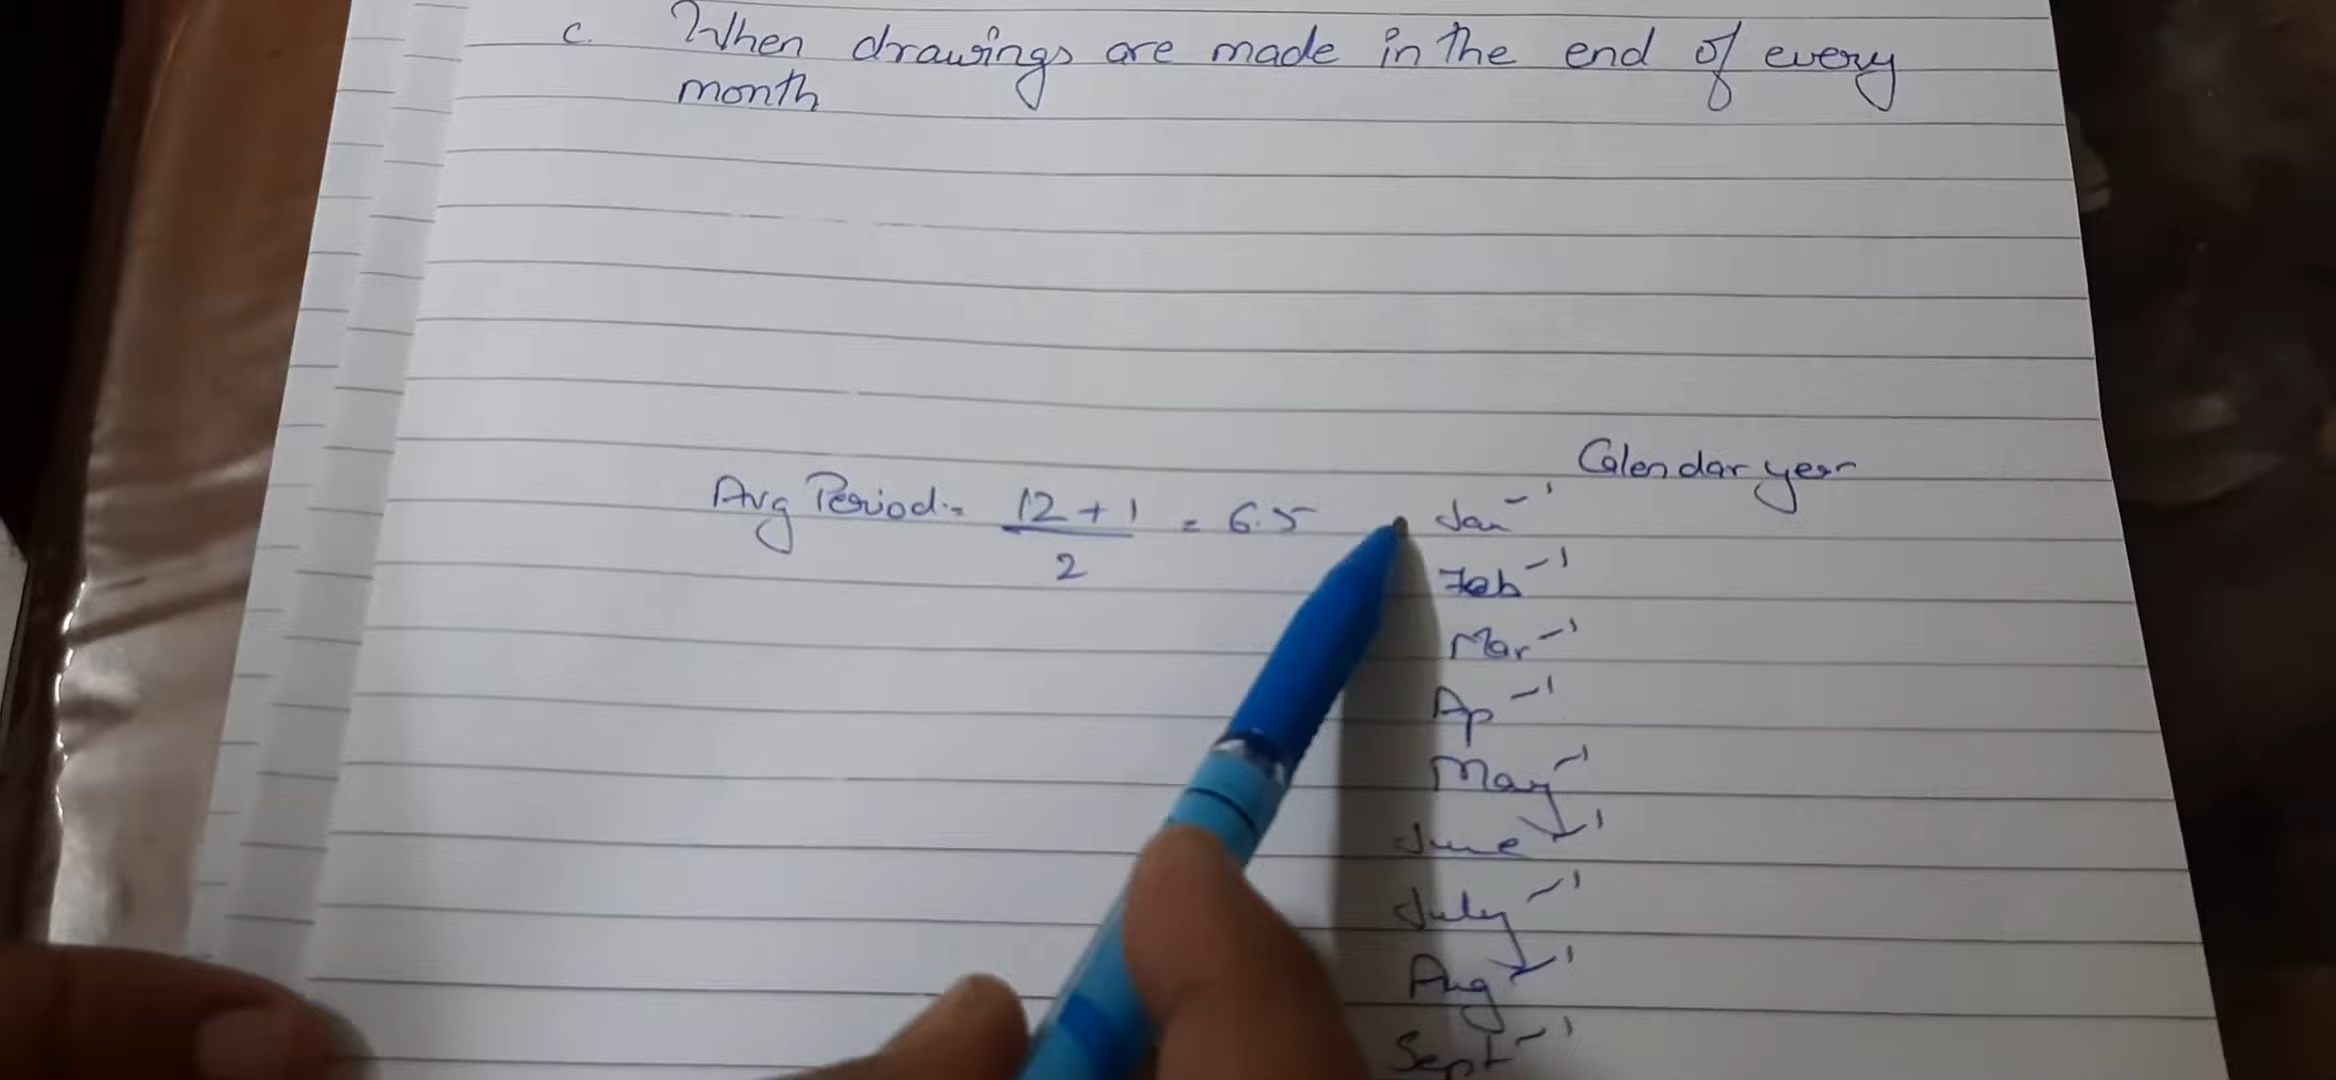 c. When drawings are made in the end of every
month
Calendar year
Avg Period = 12 + 1 = 6.5
2
Jan - 1
Feb - 1
Mar - 1
Ap - 1
May - 1
June - 1
July - 1
Aug - 1
Sept - 1